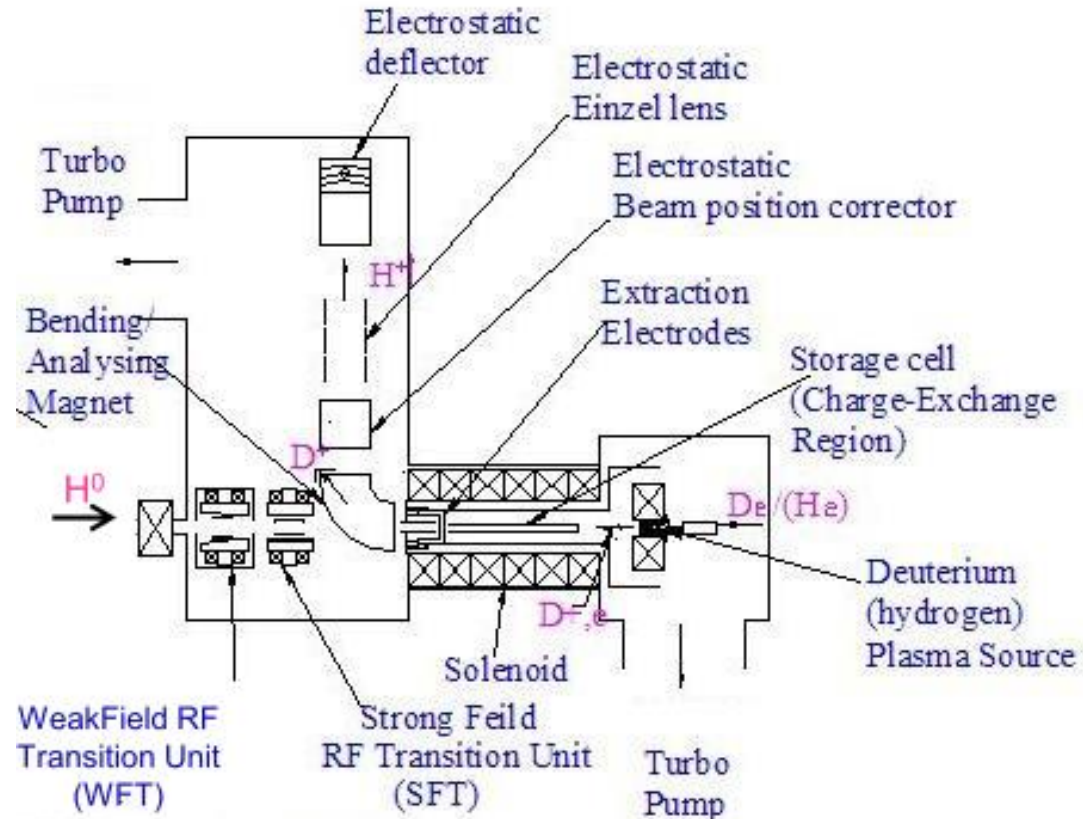 Electrostatic
deflector
Electrostatic
Einzel lens
Turbo
Pump
Electrostatic
Beam position corrector
H+
Extraction
Electrodes
Bending/
Analysing
Magnet
Storage cell
(Charge-Exchange
Region)
D+
H0
De/(He)
Deuterium
(hydrogen)
Plasma Source
D+,e
Solenoid
WeakField RF
Transition Unit
(WFT)
Strong Feild
RF Transition Unit
(SFT)
Turbo
Pump